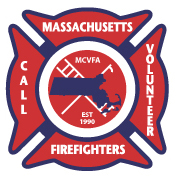 MASSACHUSETTS
CALL
VOLUNTEER
MCVFA
EST
1990
FIREFIGHTERS